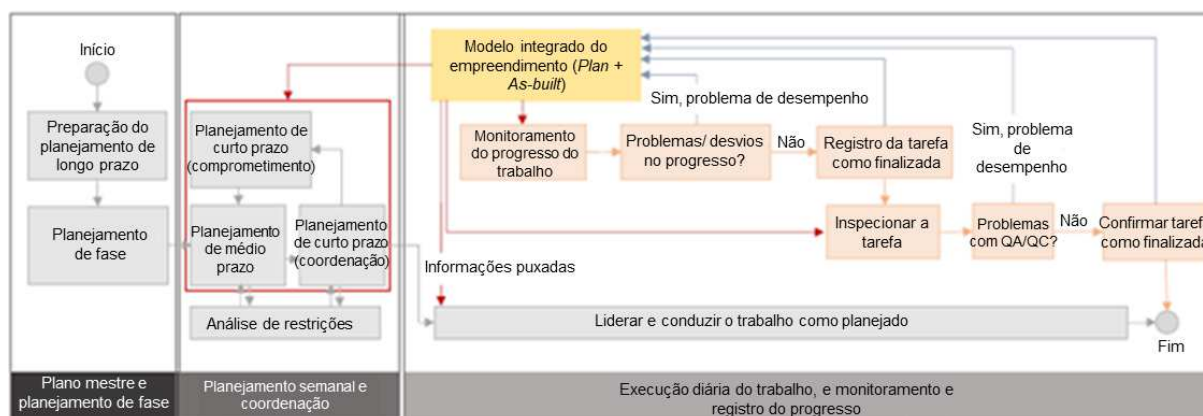 Início
Preparação do
planejamento de
longo prazo
Planejamento
de fase
Plano mestre e
planejamento de fase
Planejamento de
curto prazo
(comprometimento)
Planejamento
de médio
prazo
Planejamento
de curto prazo
(coordenação)
Análise de restrições
Planejamento semanal e
coordenação
Modelo integrado do
empreendimento (Plan +
As-built)
Sim, problema de desempenho
Monitoramento
do progresso do
trabalho
Problemas/ desvios
no progresso?
Não
Registro da tarefa
como finalizada
Sim, problema
de
desempenho
Inspecionar a
tarefa
Problemas
com QA/QC?
Não
Confirmar taref
como finalizada
Informações puxadas
Liderar e conduzir o trabalho como planejado
Fim
Execução diária do trabalho, e monitoramento e
registro do progresso